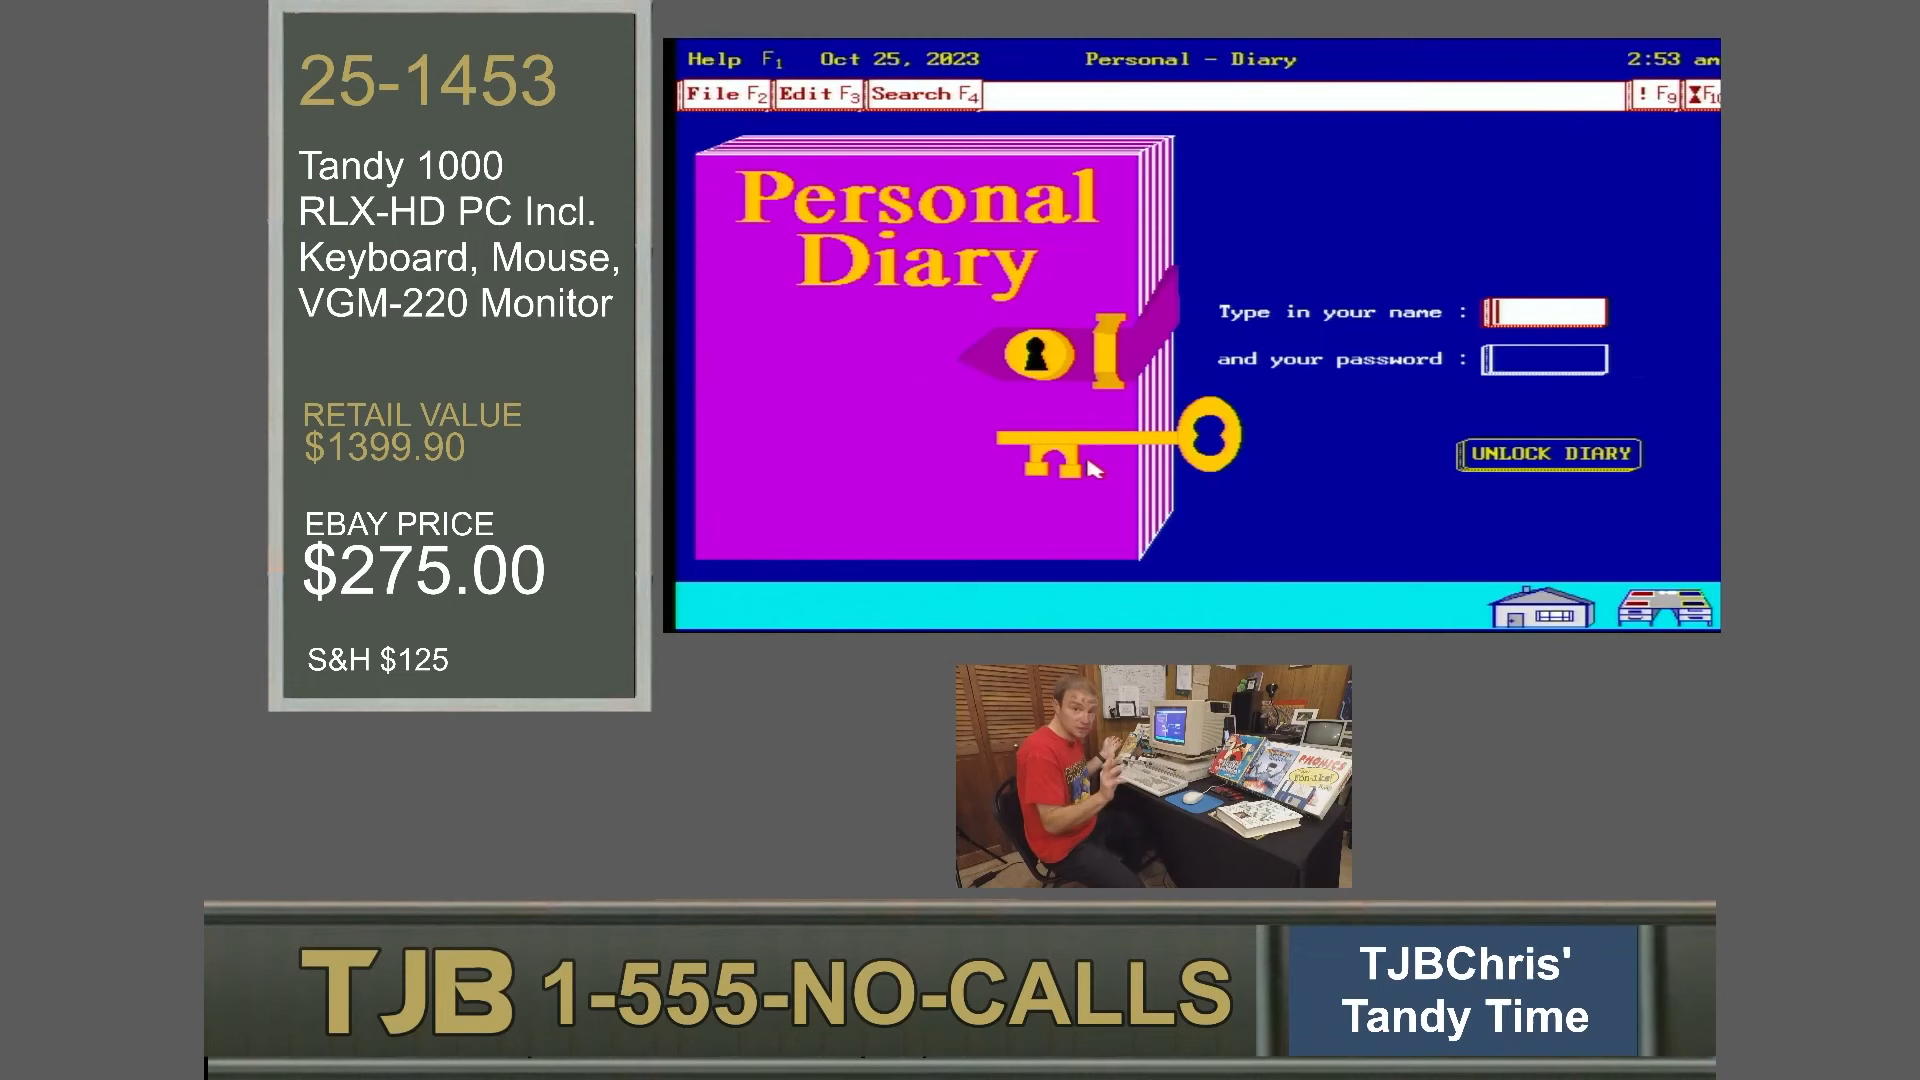 25-1453
Tandy 1000
RLX-HD PC Incl.
Keyboard, Mouse,
VGM-220 Monitor
RETAIL VALUE
$1399.90
EBAY PRICE
$275.00
S&H $125
Help F1 Oct 25, 2023 Personal - Diary 2:53 am
File F2 Edit F3 Search F4 ! F9 F10
Personal
Diary
Type in your name :
and your password :
UNLOCK DIARY
PHONICS
TJB 1-555-NO-CALLS
TJBChris'
Tandy Time